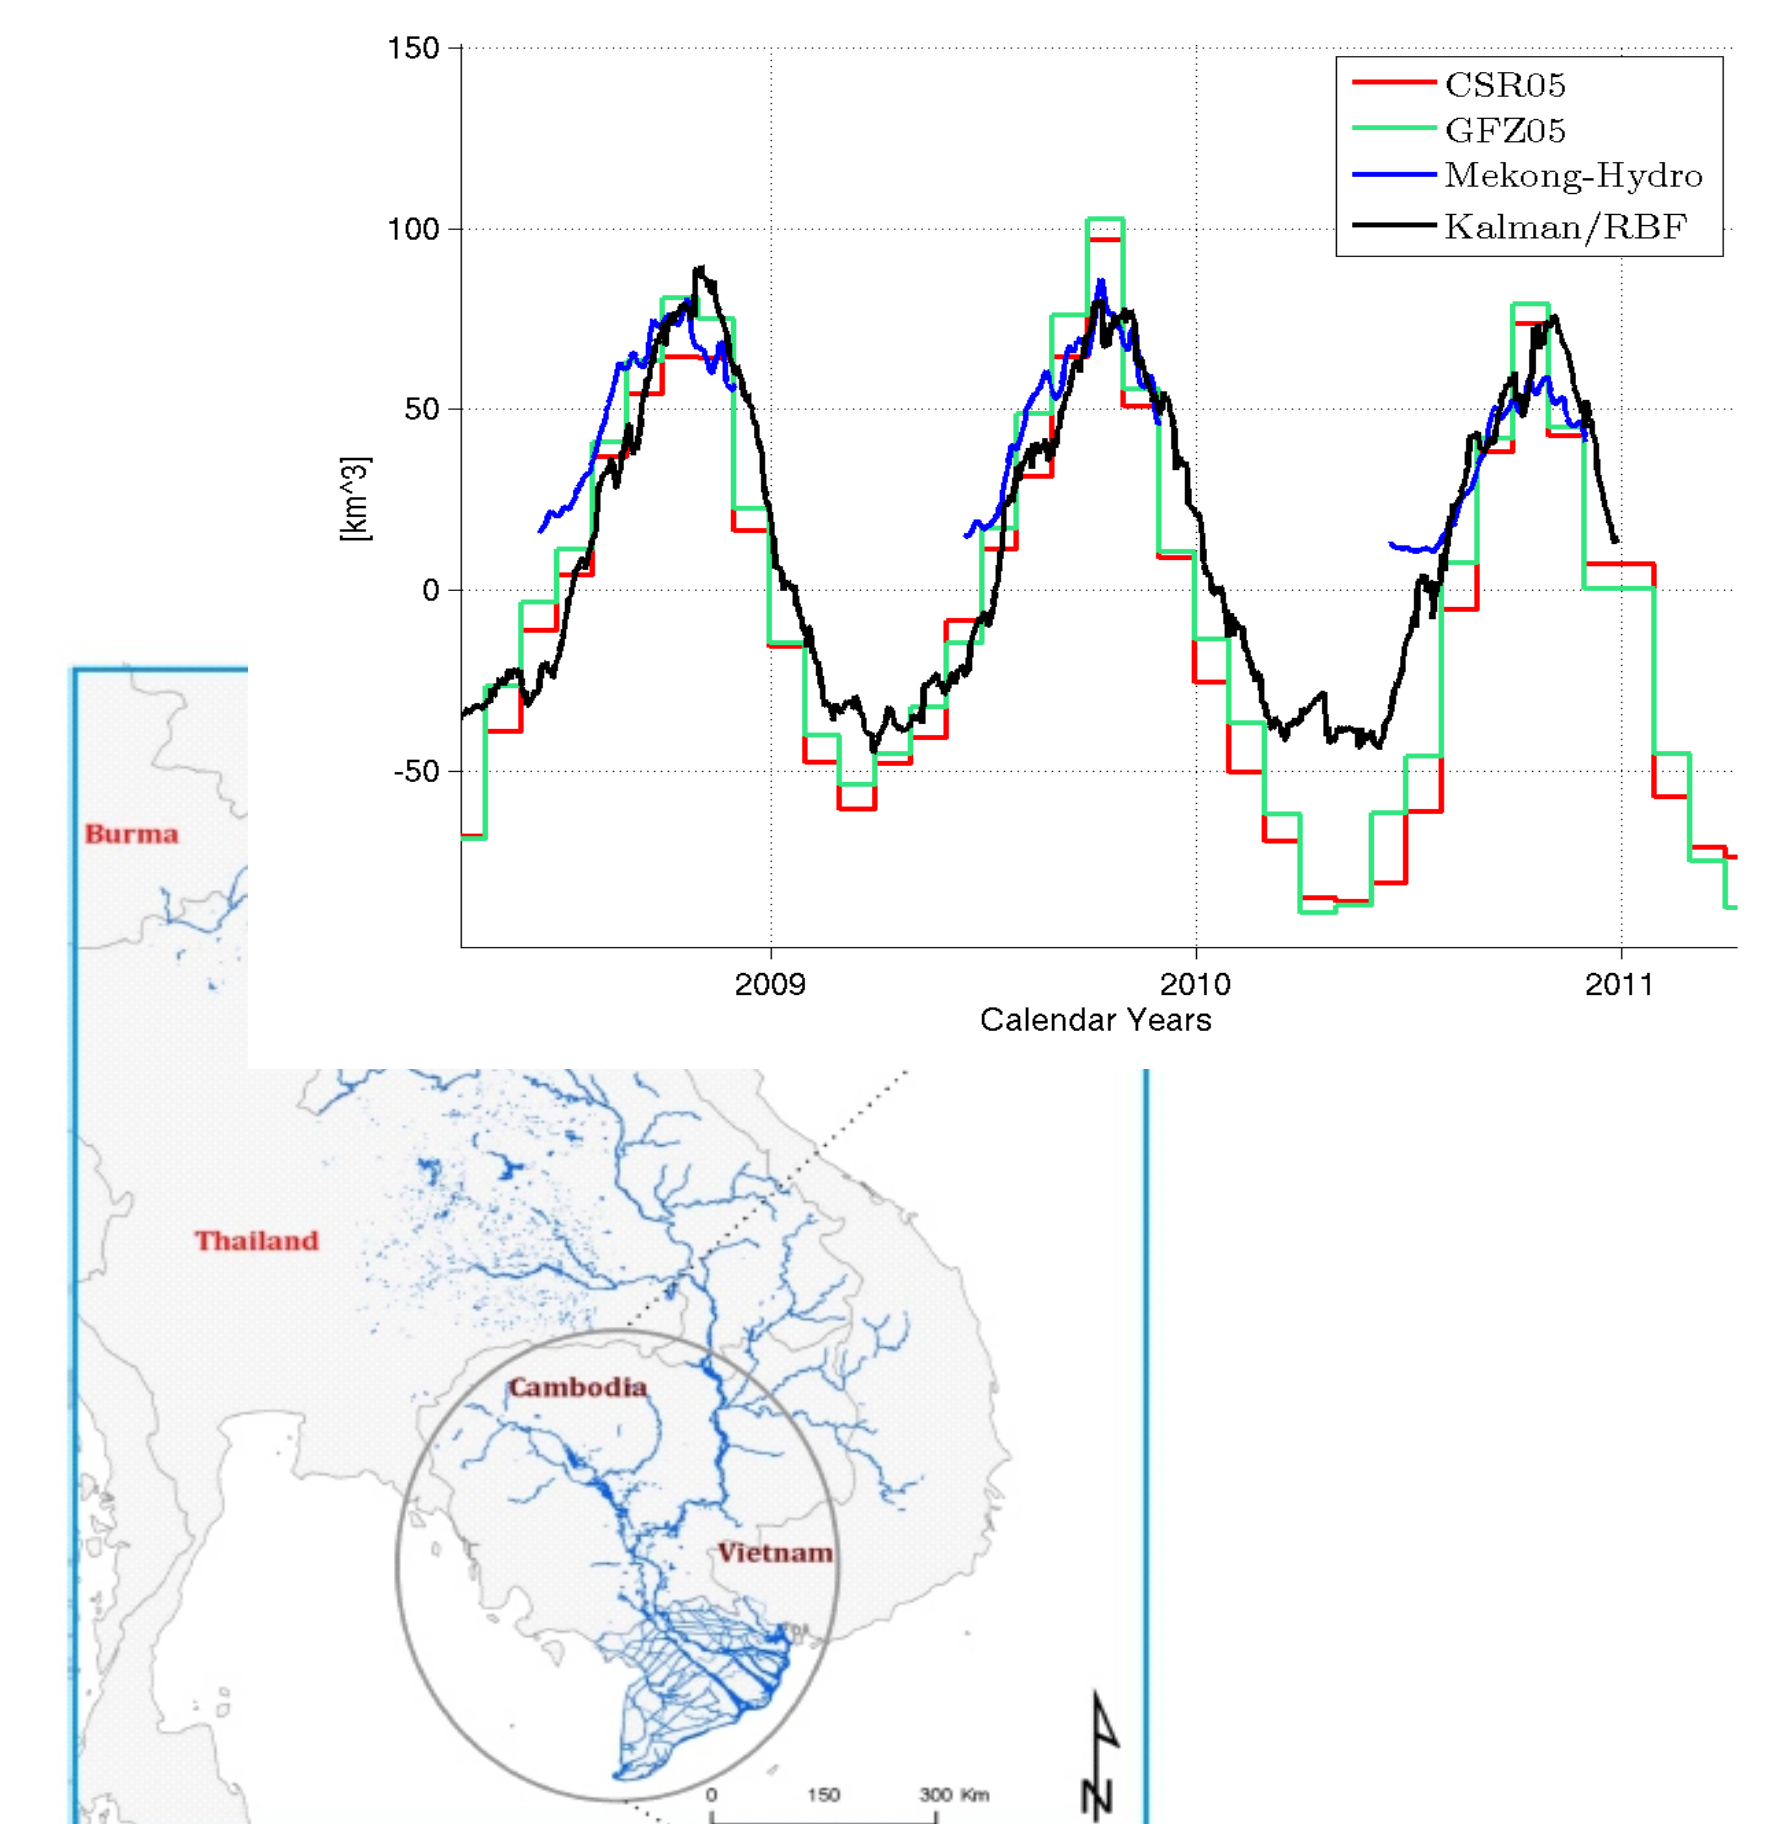 150
100
50
0
-50
[km^3]
CSR05
GFZ05
Mekong-Hydro
Kalman/RBF
2009 2010 2011
Calendar Years
Burma
Thailand
Cambodia
Vietnam
0 150 300 Km
N